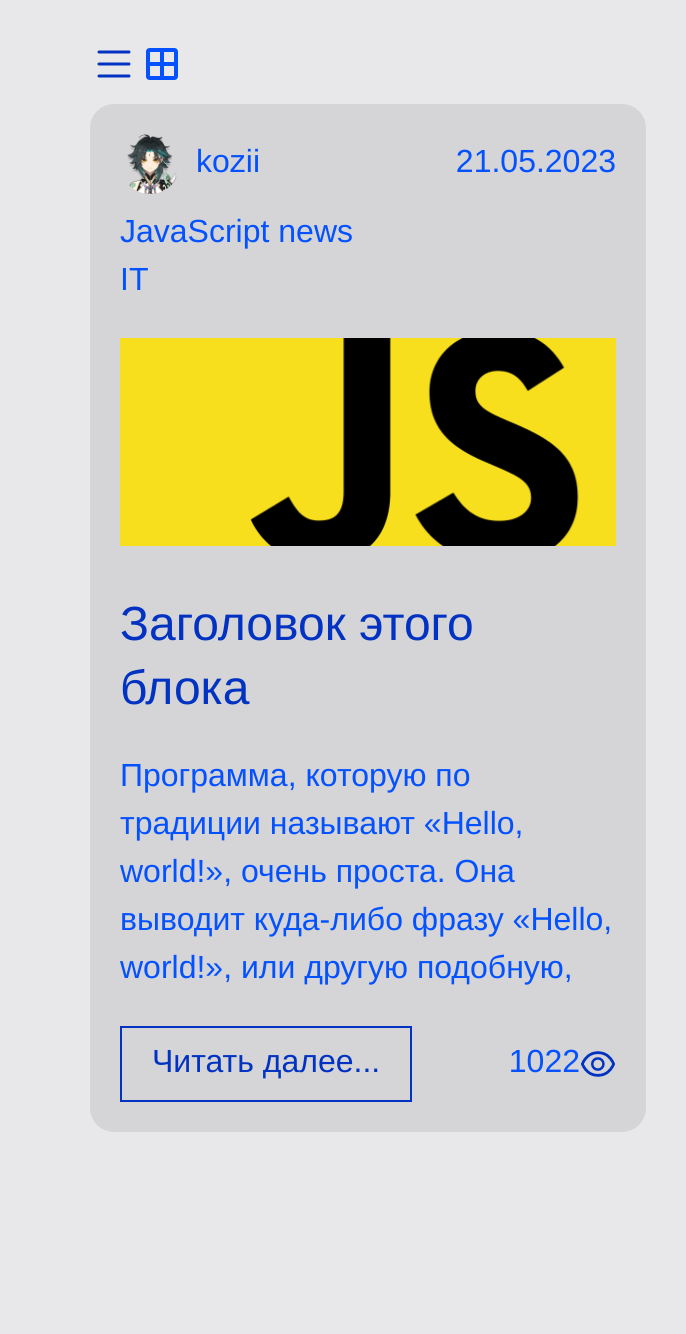 kozii 21.05.2023
JavaScript news
IT
JS
Заголовок этого
блока
Программа, которую по
традиции называют «Hello,
world!», очень проста. Она
выводит куда-либо фразу «Hello,
world!», или другую подобную,
Читать далее... 1022